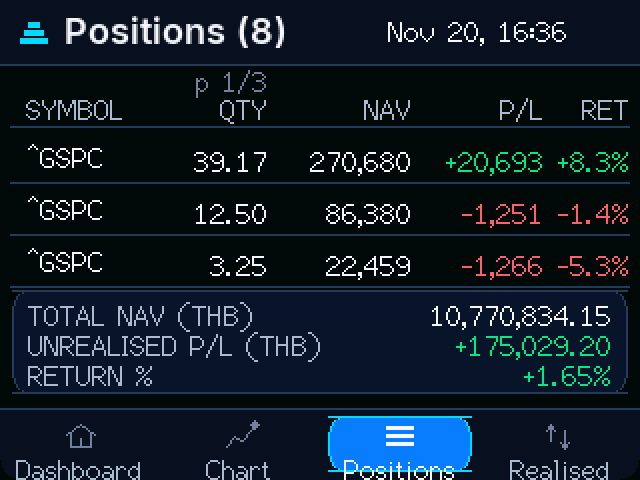 Positions (8) Nov 20, 16:36
p 1/3
SYMBOL QTY NAV P/L RET
^GSPC 39.17 270,680 +20,693 +8.3%
^GSPC 12.50 86,380 -1,251 -1.4%
^GSPC 3.25 22,459 -1,266 -5.3%
TOTAL NAV (THB) 10,770,834.15
UNREALISED P/L (THB) +175,029.20
RETURN % +1.65%
Dashboard Chart Positions Realised